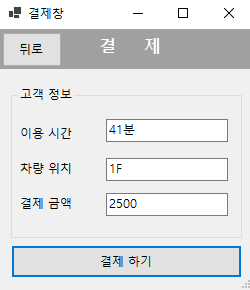 결제창
뒤로
결 제
고객 정보
이용 시간 41분
차량 위치 1F
결제 금액 2500
결제 하기